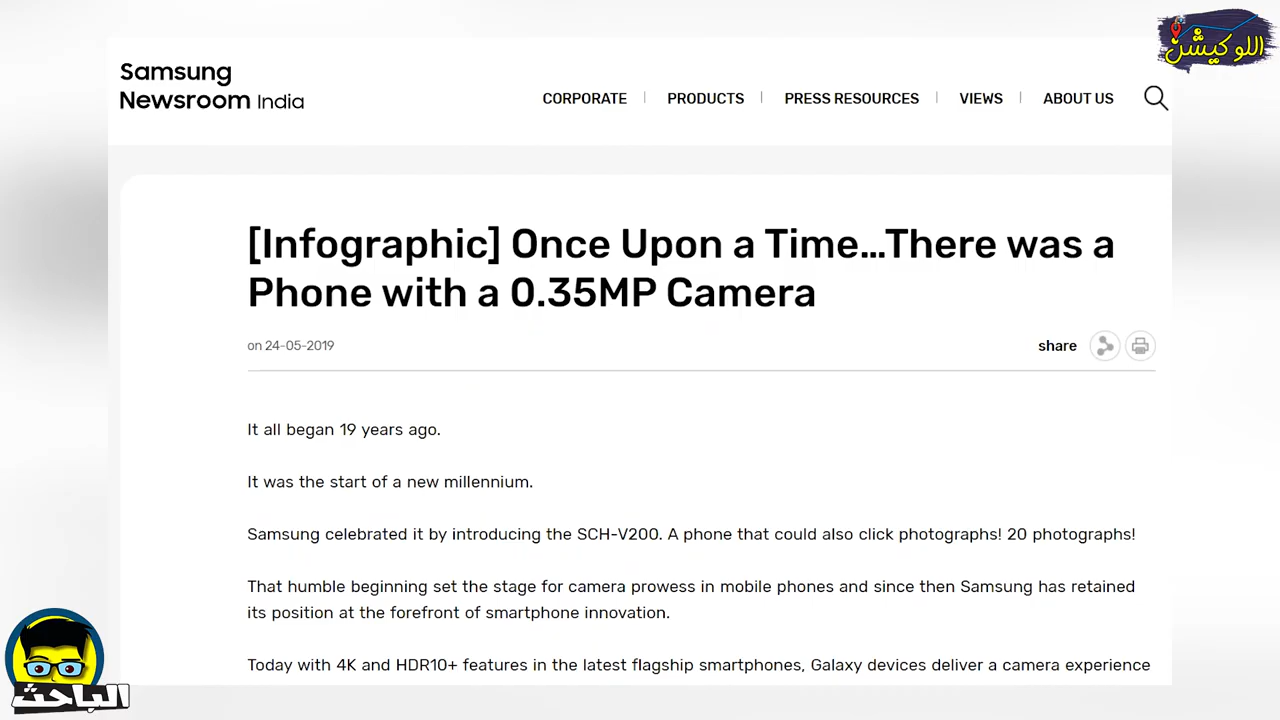 اللوكيشن
Samsung
Newsroom India
CORPORATE PRODUCTS PRESS RESOURCES VIEWS ABOUT US
[Infographic] Once Upon a Time...There was a
Phone with a 0.35MP Camera
on 24-05-2019
share
It all began 19 years ago.
It was the start of a new millennium.
Samsung celebrated it by introducing the SCH-V200. A phone that could also click photographs! 20 photographs!
That humble beginning set the stage for camera prowess in mobile phones and since then Samsung has retained
its position at the forefront of smartphone innovation.
Today with 4K and HDR10+ features in the latest flagship smartphones, Galaxy devices deliver a camera experience
الباحث